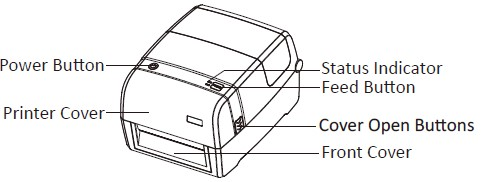 Power Button
Status Indicator
Feed Button
Printer Cover
Cover Open Buttons
Front Cover